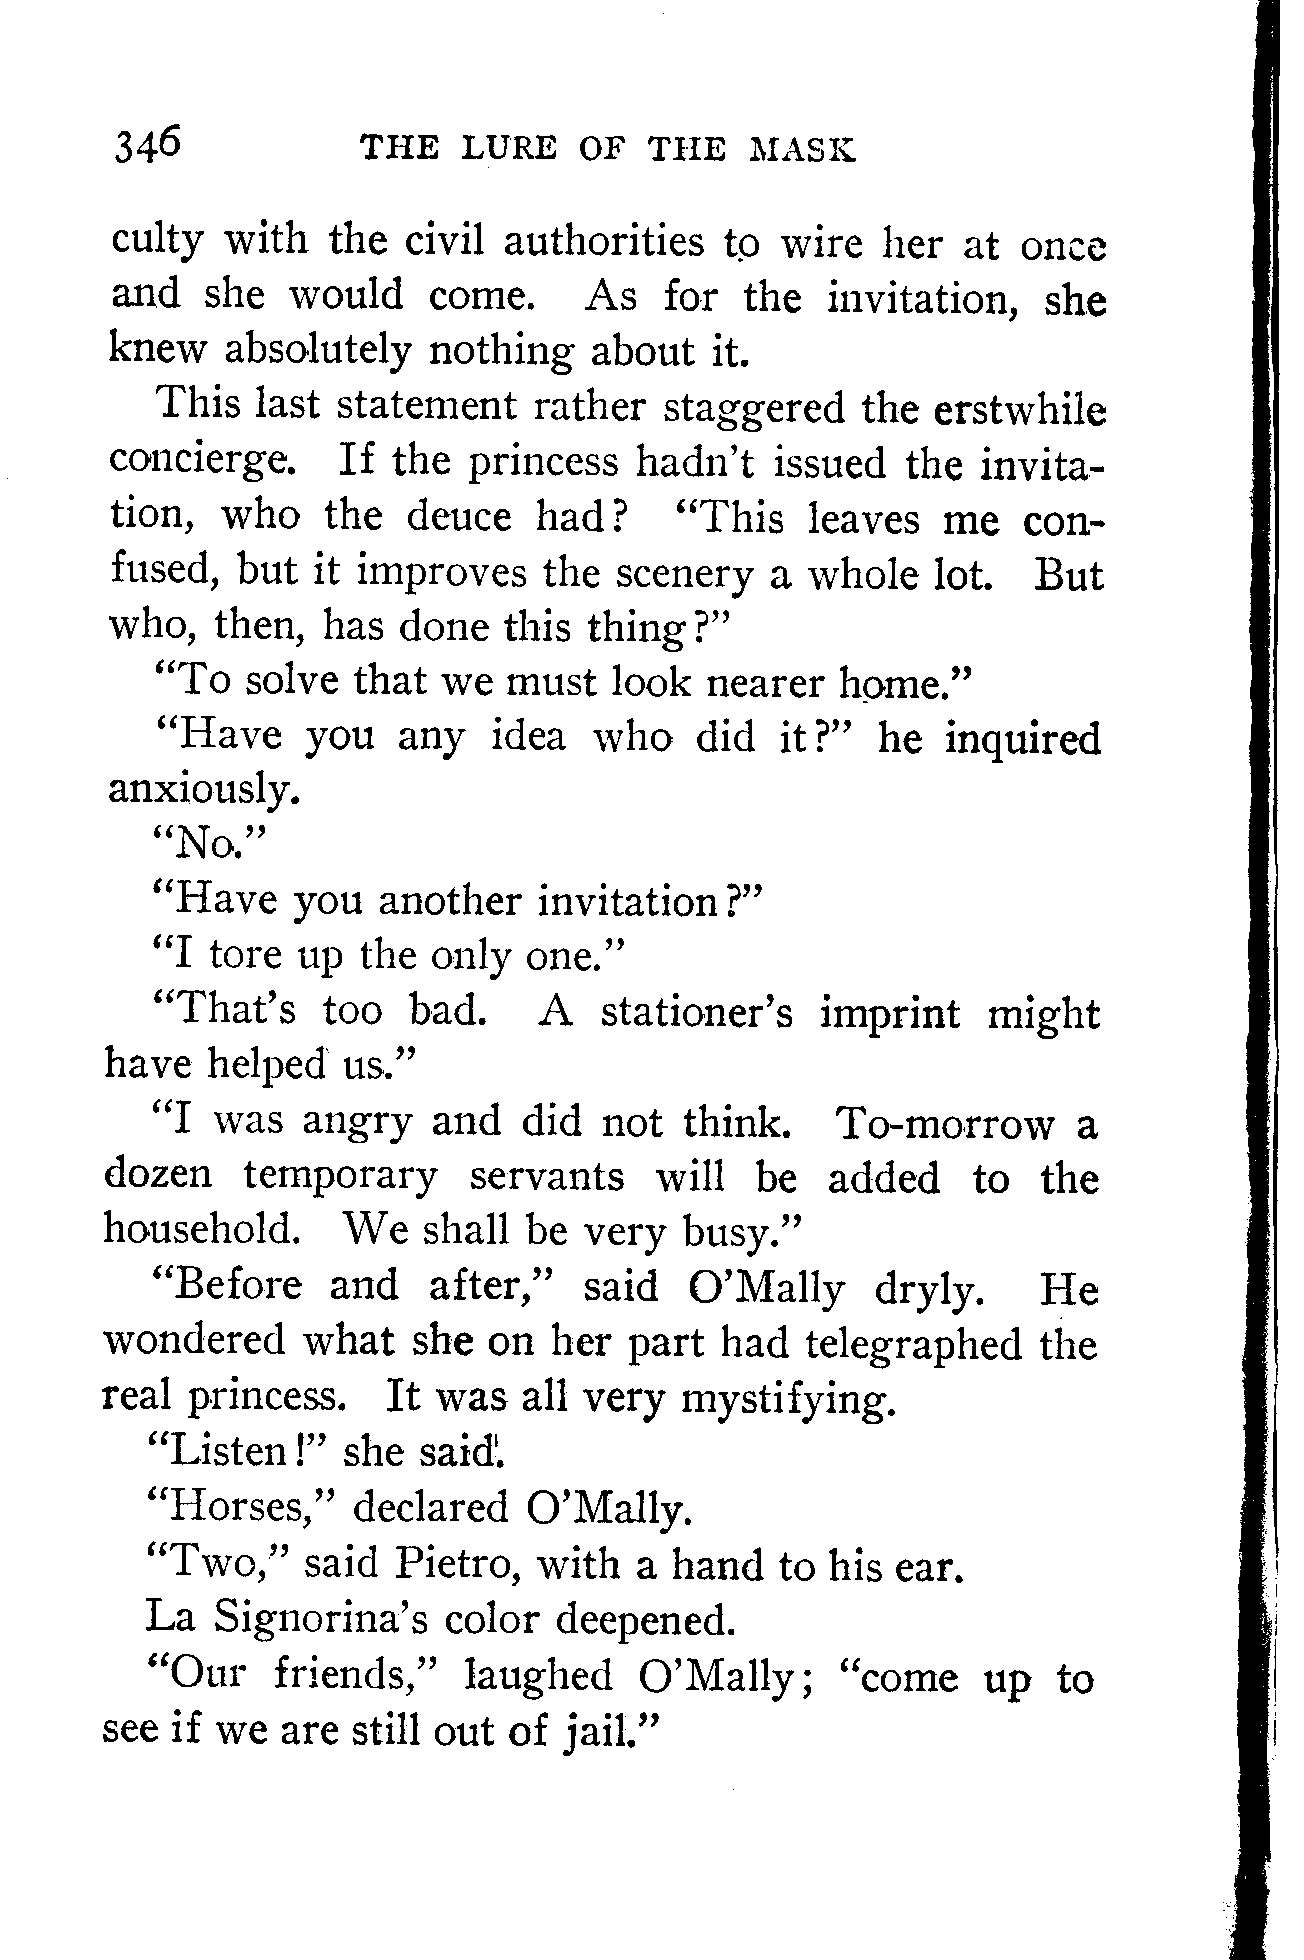 346 THE LURE OF THE MASK
culty with the civil authorities to wire her at once
and she would come. As for the invitation, she
knew absolutely nothing about it.
This last statement rather staggered the erstwhile
concierge. If the princess hadn't issued the invita-
tion, who the deuce had? "This leaves me con-
fused, but it improves the scenery a whole lot. But
who, then, has done this thing?"
"To solve that we must look nearer home."
"Have you any idea who did it?" he inquired
anxiously.
"No."
"Have you another invitation?"
"I tore up the only one."
"That's too bad. A stationer's imprint might
have helped us."
"I was angry and did not think. To-morrow a
dozen temporary servants will be added to the
household. We shall be very busy."
"Before and after," said O'Mally dryly. He
wondered what she on her part had telegraphed the
real princess. It was all very mystifying.
"Listen!" she said.
"Horses," declared O'Mally.
"Two," said Pietro, with a hand to his ear.
La Signorina's color deepened.
"Our friends," laughed O'Mally; "come up to
see if we are still out of jail."